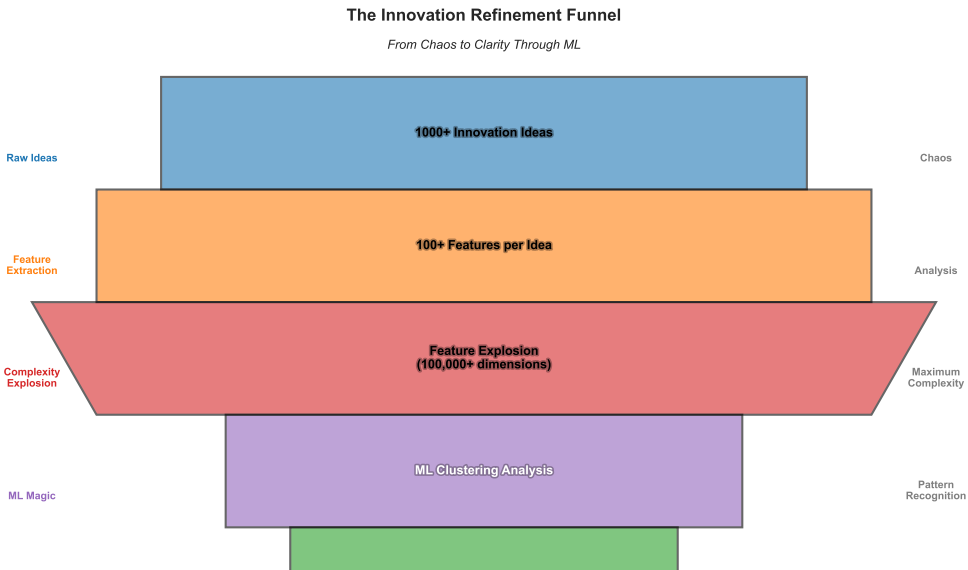 The Innovation Refinement Funnel
From Chaos to Clarity Through ML
1000+ Innovation Ideas
Raw Ideas
Chaos
100+ Features per Idea
Feature
Extraction
Analysis
Feature Explosion
(100,000+ dimensions)
Complexity
Explosion
Maximum
Complexity
ML Clustering Analysis
ML Magic
Pattern
Recognition